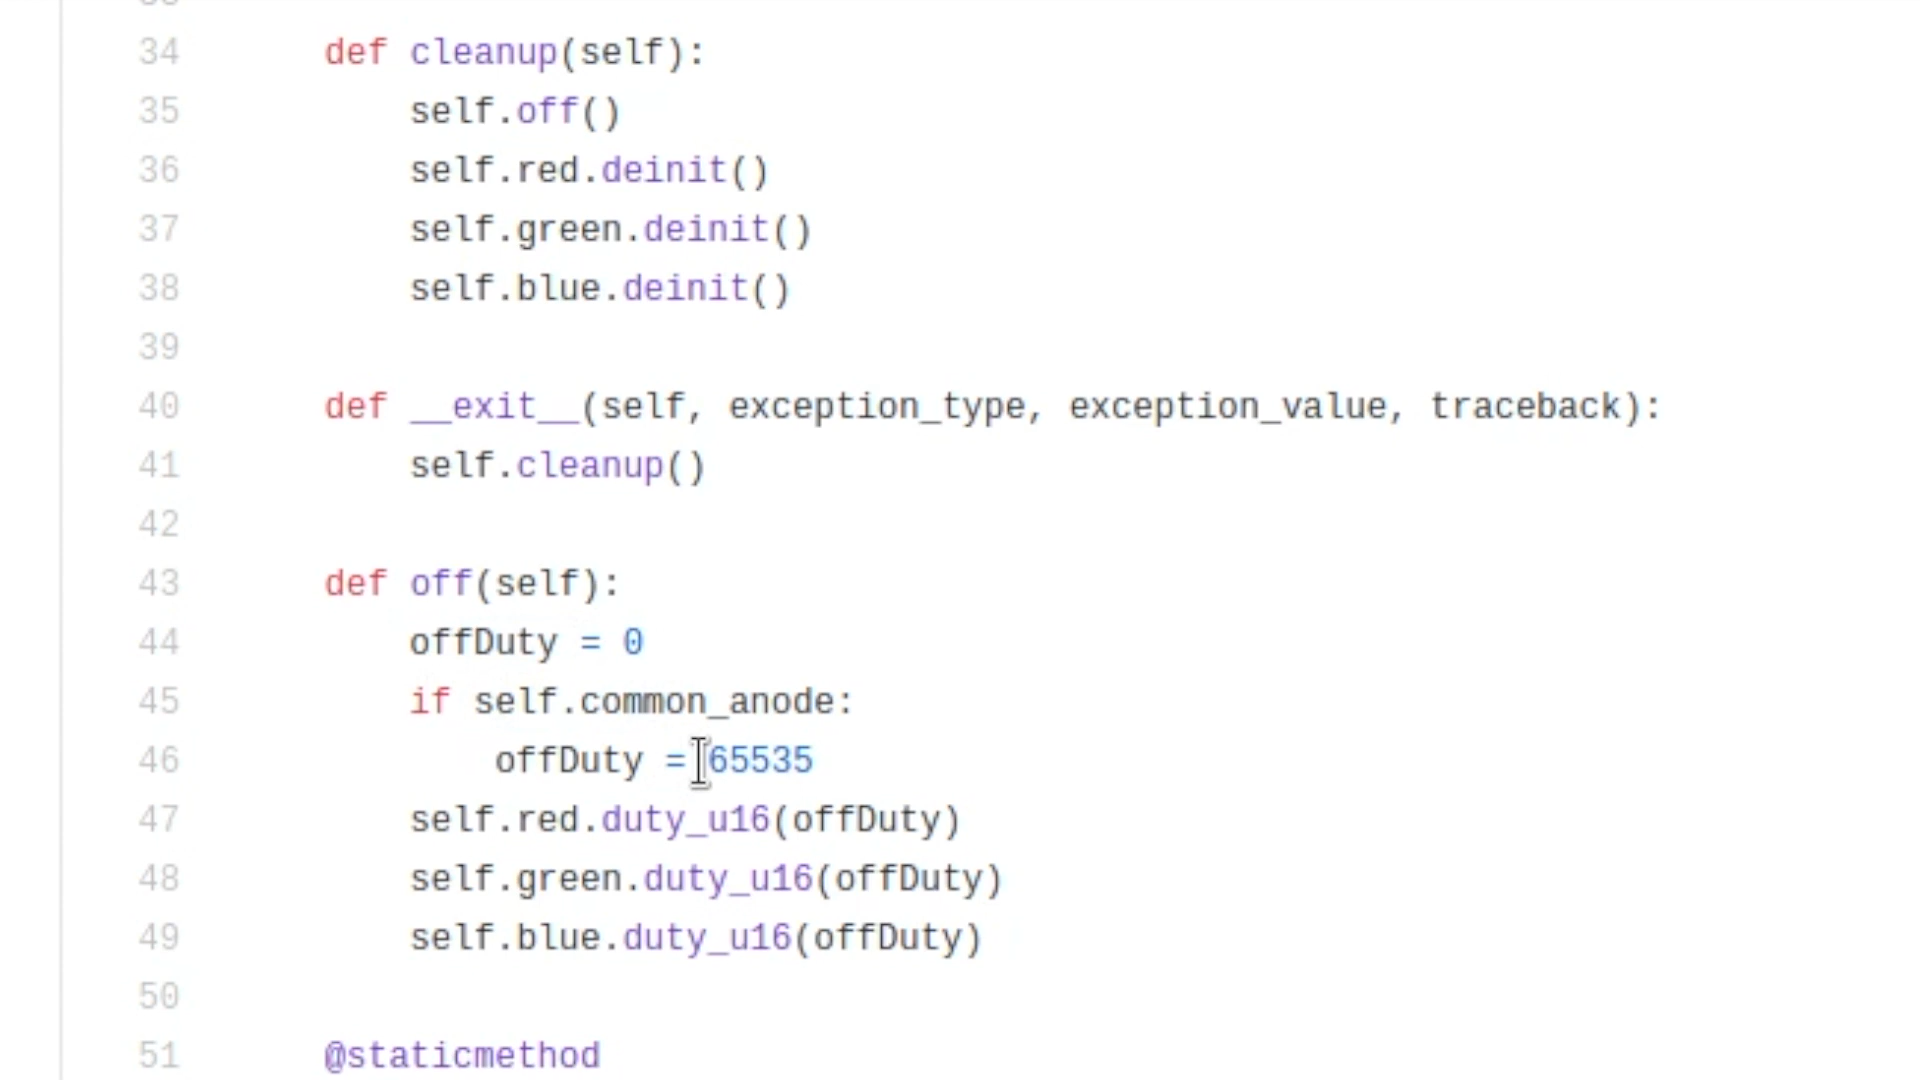 34 def cleanup(self):
35 self.off()
36 self.red.deinit()
37 self.green.deinit()
38 self.blue.deinit()
39
40 def __exit__(self, exception_type, exception_value, traceback):
41 self.cleanup()
42
43 def off(self):
44 offDuty = 0
45 if self.common_anode:
46 offDuty = 65535
47 self.red.duty_u16(offDuty)
48 self.green.duty_u16(offDuty)
49 self.blue.duty_u16(offDuty)
50
51 @staticmethod